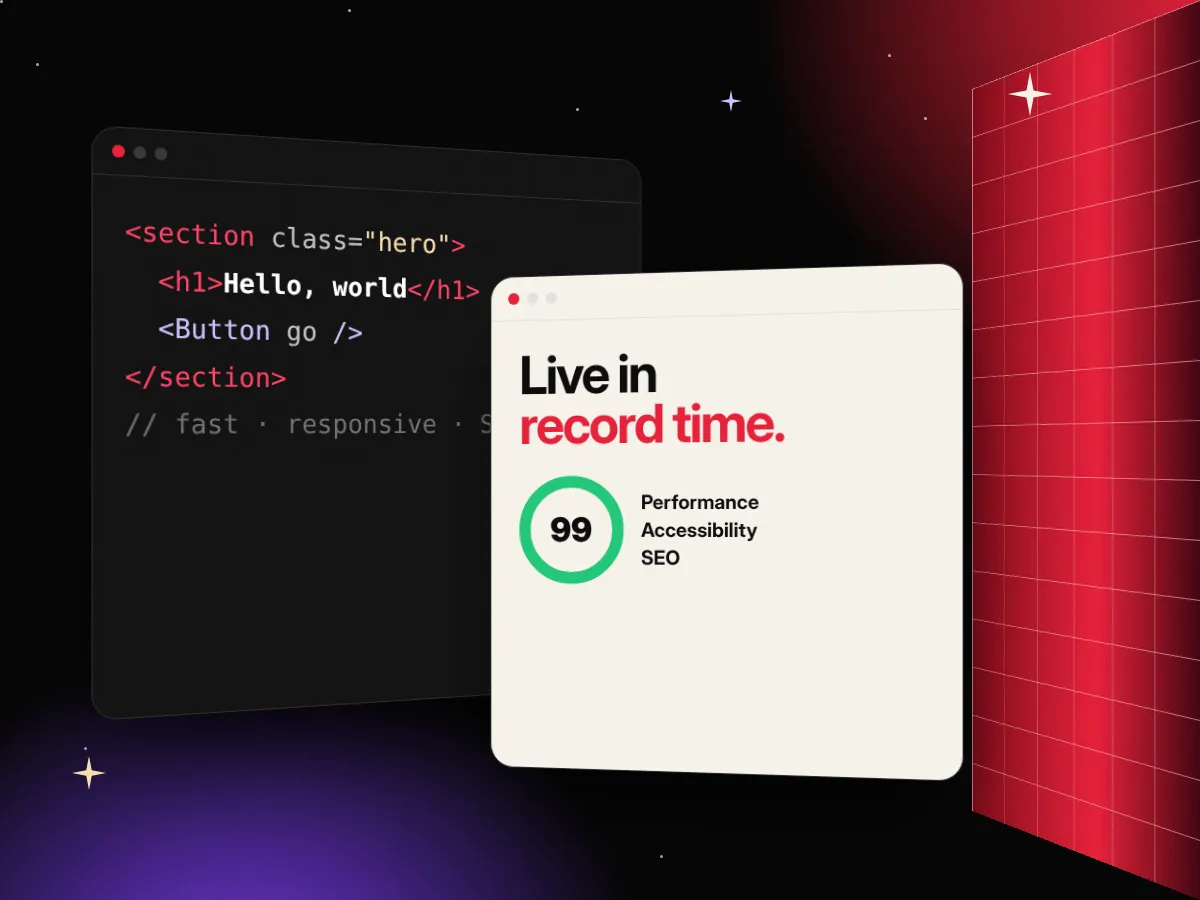 <section class="hero">
<h1>Hello, world</h1>
<Button go />
</section>
// fast · responsive · S
Live in
record time.
99
Performance
Accessibility
SEO